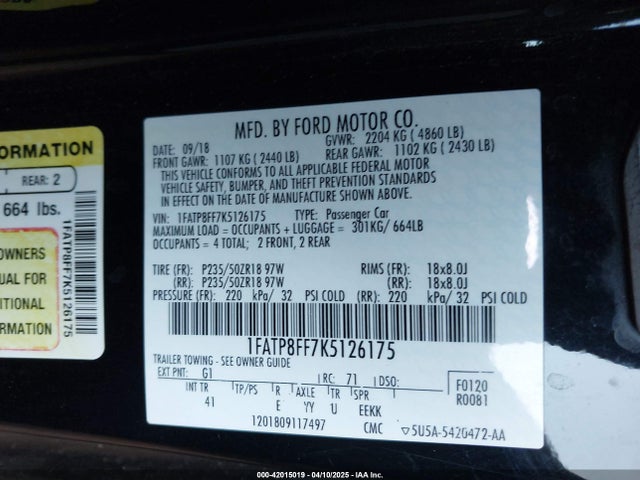 ORMATION
REAR: 2
664 lbs.
OWNERS
UAL FOR
ITIONAL
1FATP8FF7K5126175
MFD. BY FORD MOTOR CO.
DATE: 09/18 GVWR: 2204 KG ( 4860 LB)
FRONT GAWR: 1107 KG ( 2440 LB) REAR GAWR: 1102 KG ( 2430 LB)
THIS VEHICLE CONFORMS TO ALL APPLICABLE FEDERAL MOTOR
VEHICLE SAFETY, BUMPER, AND THEFT PREVENTION STANDARDS
IN EFFECT ON THE DATE OF MANUFACTURE SHOWN ABOVE.
VIN: 1FATP8FF7K5126175 TYPE: Passenger Car
MAXIMUM LOAD = OCCUPANTS + LUGGAGE = 301KG/ 664LB
OCCUPANTS = 4 TOTAL; 2 FRONT, 2 REAR
TIRE (FR): P235/50ZR18 97W RIMS (FR): 18x8.0J
(RR): P235/50ZR18 97W (RR): 18x8.0J
PRESSURE (FR): 220 kPa/ 32 PSI COLD (RR): 220 kPa/ 32 PSI COLD
1FATP8FF7K5126175
TRAILER TOWING - SEE OWNER GUIDE
EXT PNT: G1 RC: 71 DSO:
INT TR TP/PS R AXLE TR SPR
41 E YY U EEKK
F0120
R0081
1201809117497 CMC 5U5A-5420472-AA
000-42015019 - 04/10/2025 - IAA Inc.